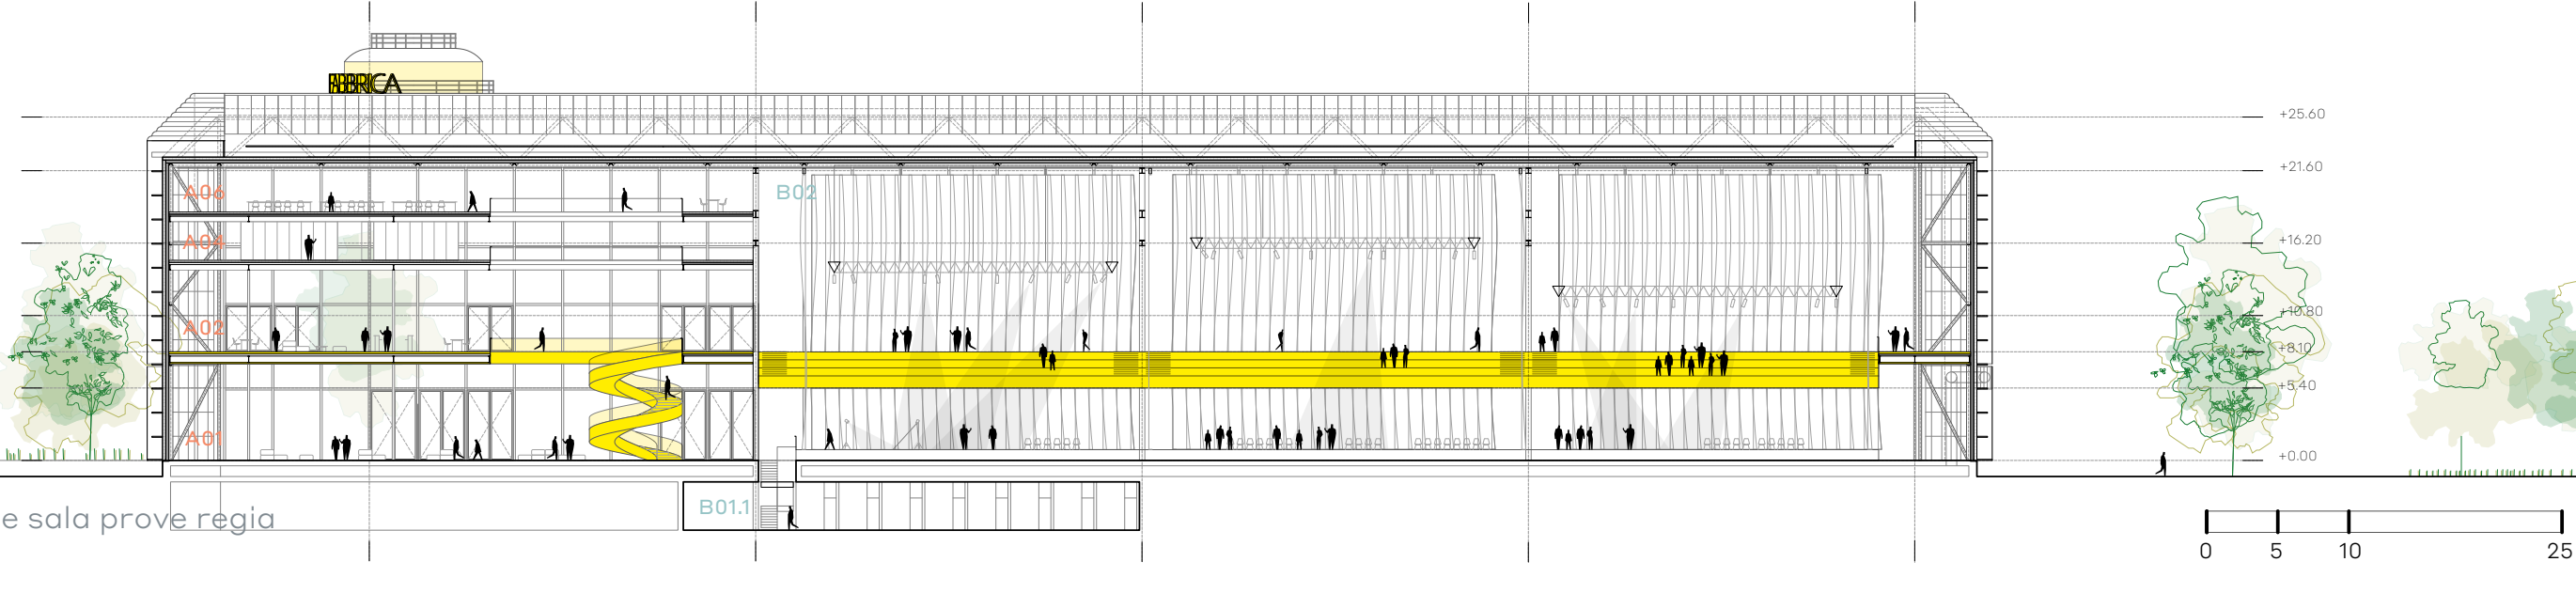 FABBRICA
+25.60
A06
B02
+21.60
A04
+16.20
A02
+10.80
+8.10
+5.40
A01
+0.00
B01.1
e sala prove regia
0 5 10 25